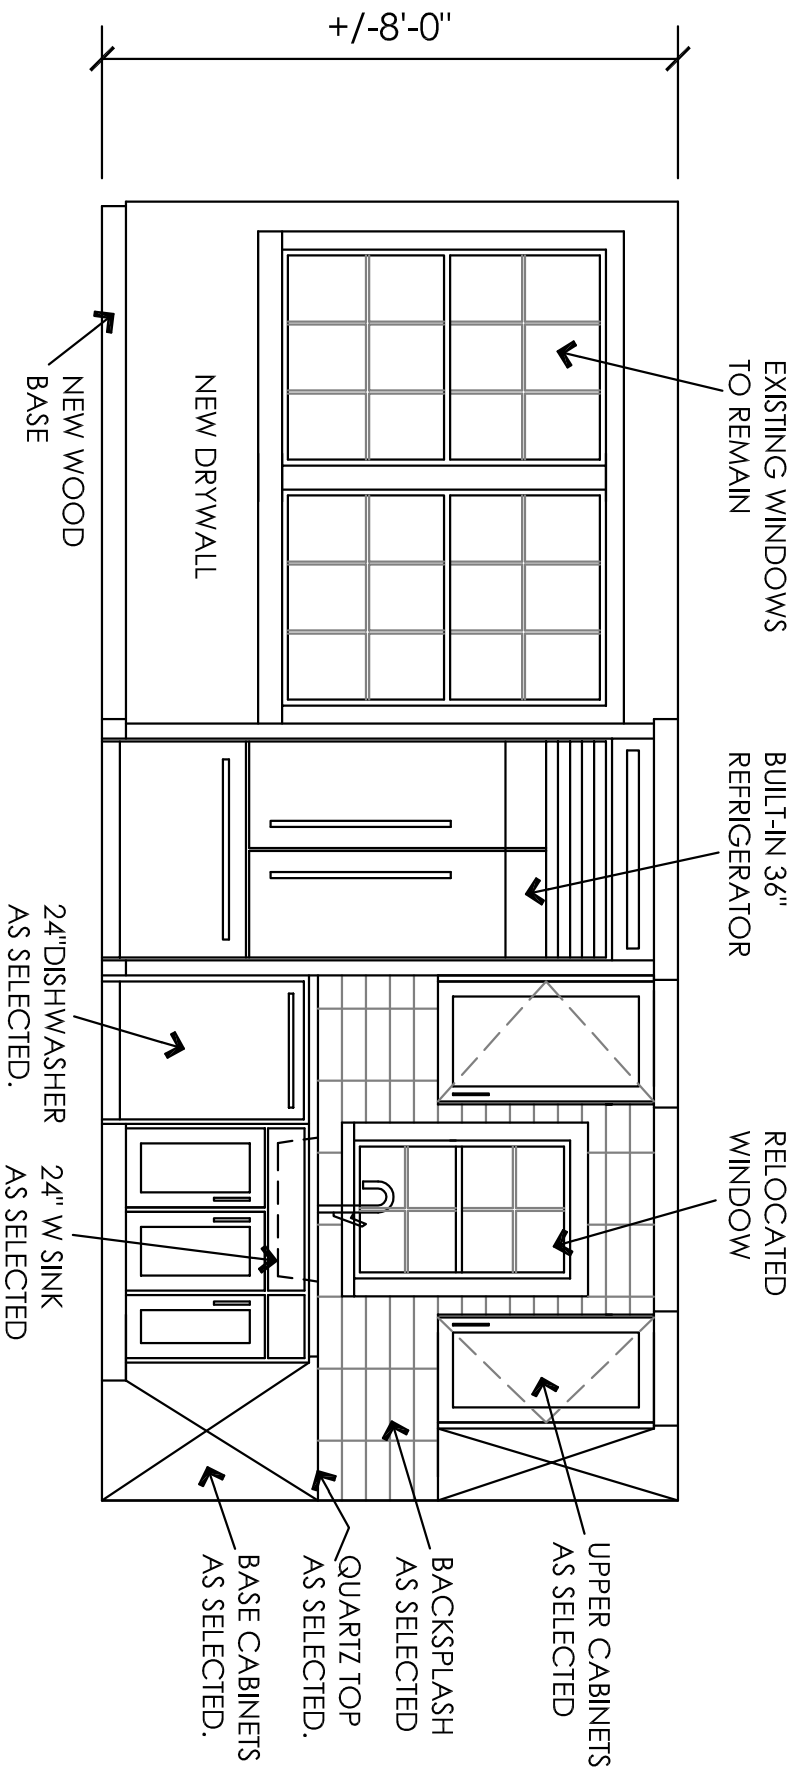 +/-8'-0"
EXISTING WINDOWS
TO REMAIN
BUILT-IN 36"
REFRIGERATOR
RELOCATED
WINDOW
UPPER CABINETS
AS SELECTED
BACKSPLASH
AS SELECTED
QUARTZ TOP
AS SELECTED.
BASE CABINETS
AS SELECTED.
NEW DRYWALL
NEW WOOD
BASE
24"DISHWASHER
AS SELECTED.
24" W SINK
AS SELECTED